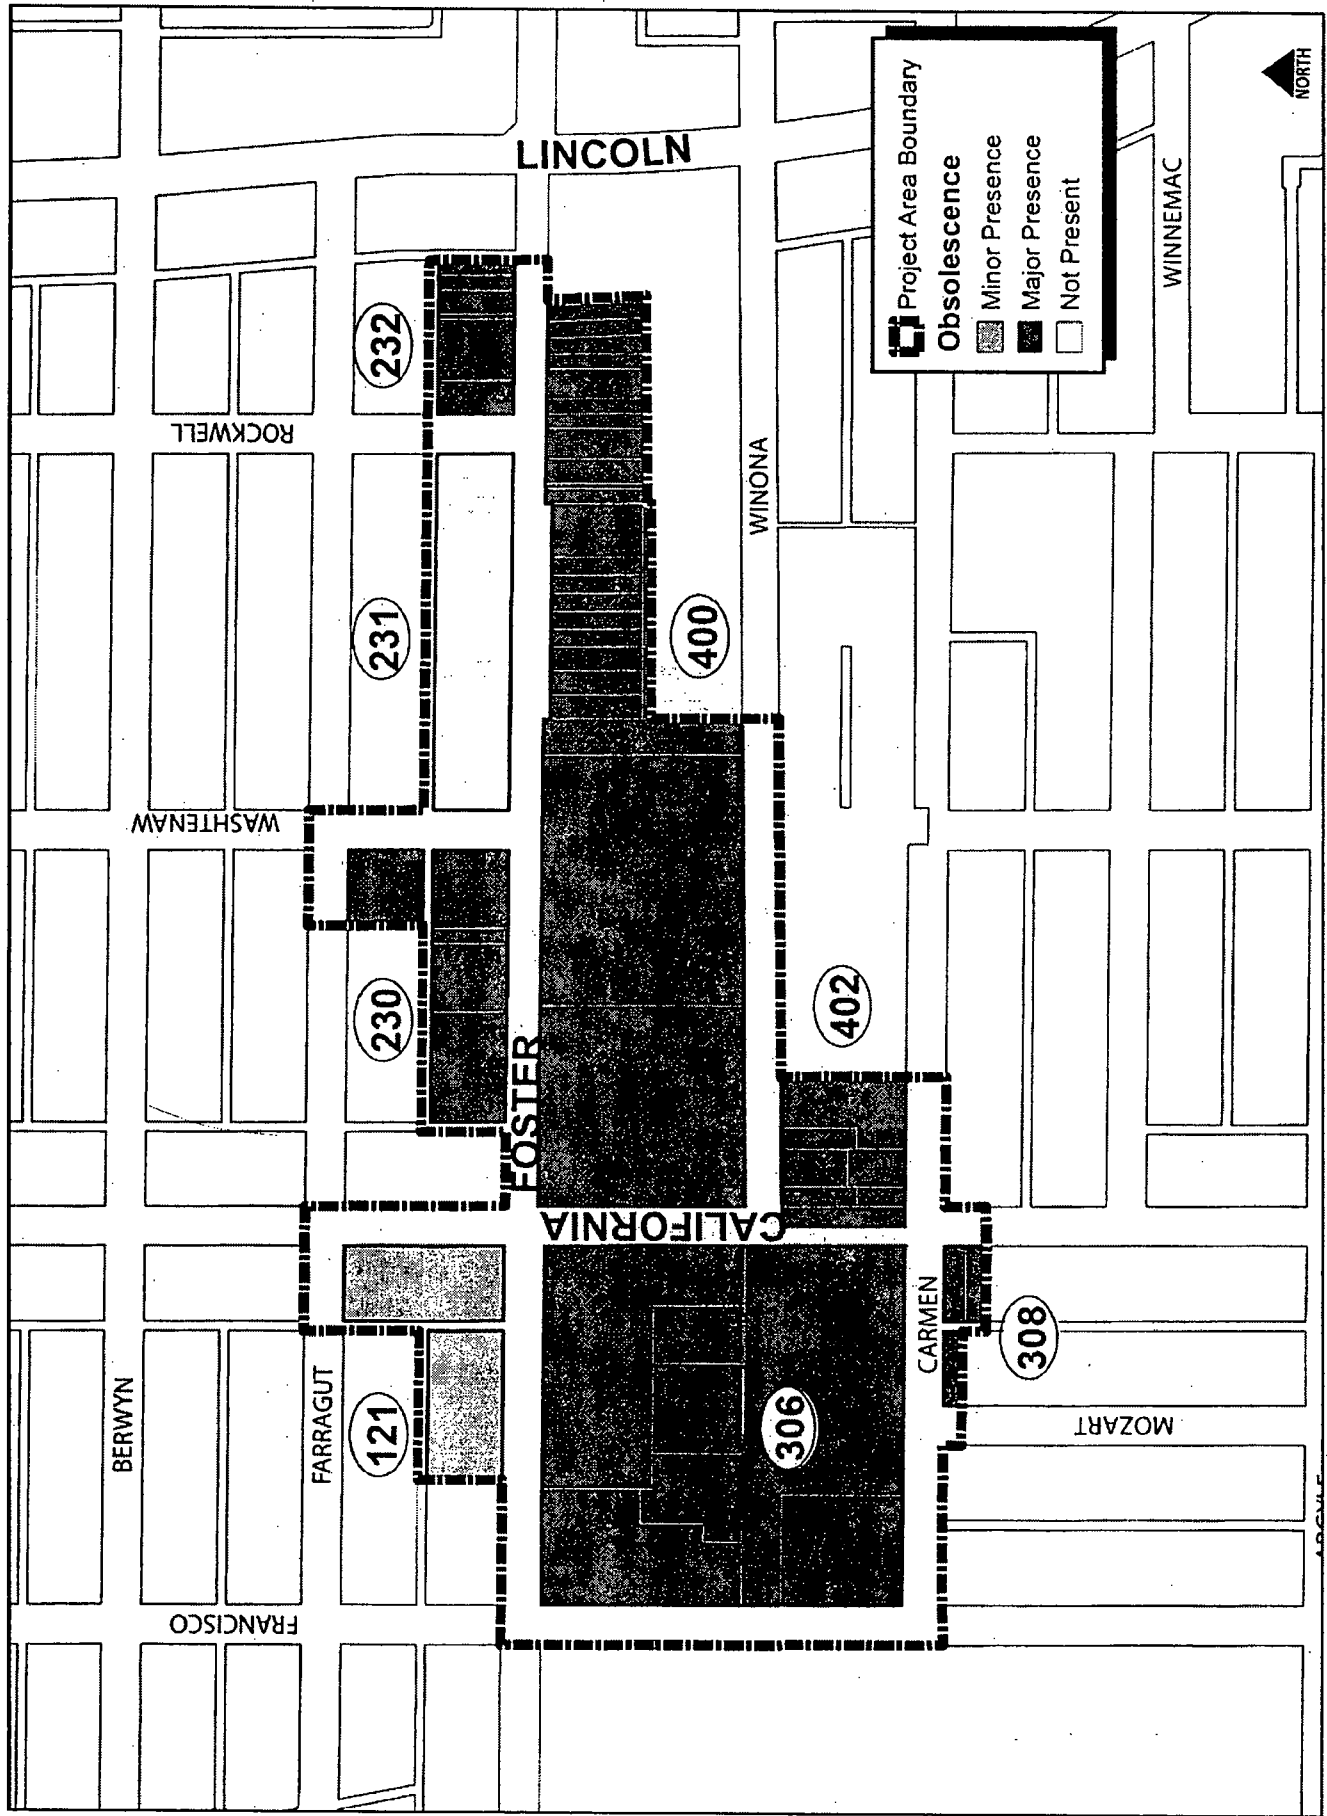 LINCOLN
Project Area Boundary
Obsolescence
Minor Presence
Major Presence
Not Present
NORTH
WINNEMAC
232
ROCKWELL
231
400
WINONA
WASHTENAW
230
FOSTER
402
CALIFORNIA
BERWYN
FARRAGUT
121
306
CARMEN
308
MOZART
FRANCISCO